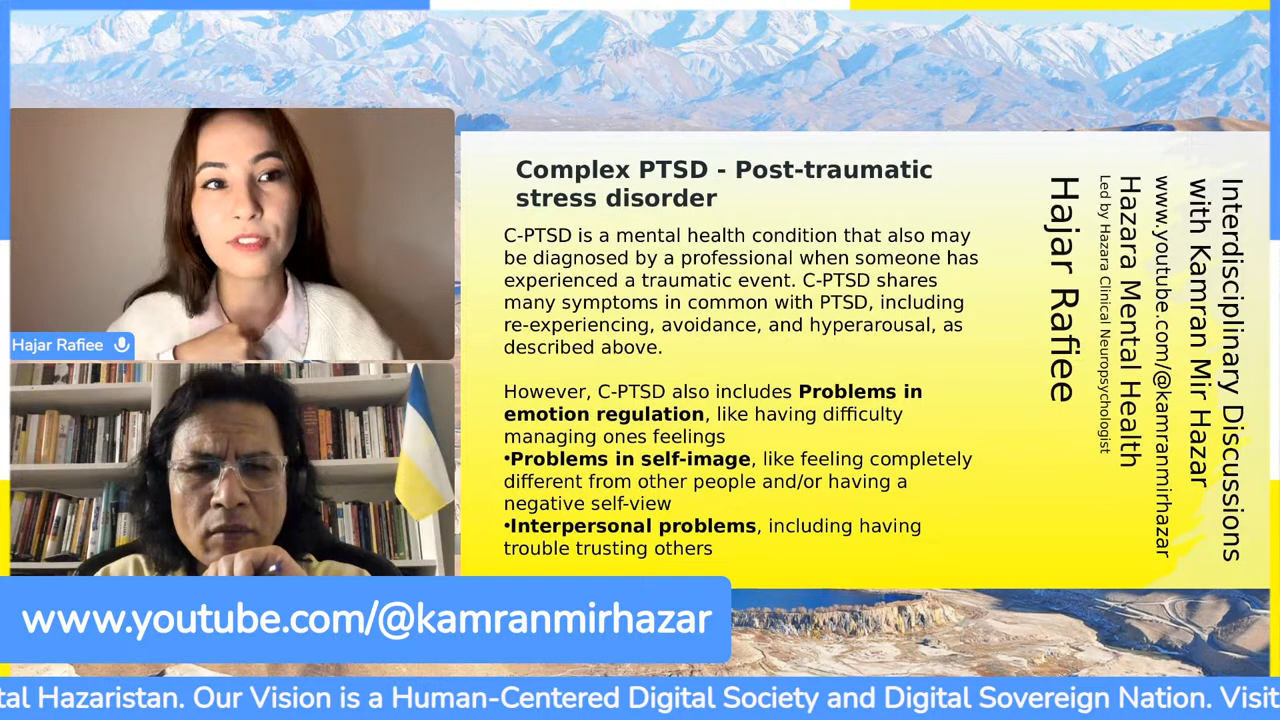 Complex PTSD - Post-traumatic
stress disorder
C-PTSD is a mental health condition that also may
be diagnosed by a professional when someone has
experienced a traumatic event. C-PTSD shares
many symptoms in common with PTSD, including
re-experiencing, avoidance, and hyperarousal, as
described above.
However, C-PTSD also includes Problems in
emotion regulation, like having difficulty
managing ones feelings
•Problems in self-image, like feeling completely
different from other people and/or having a
negative self-view
•Interpersonal problems, including having
trouble trusting others
Interdisciplinary Discussions
with Kamran Mir Hazar
www.youtube.com/@kamranmirhazar
Hazara Mental Health
Led by Hazara Clinical Neuropsychologist
Hajar Rafiee
Hajar Rafiee
www.youtube.com/@kamranmirhazar
tal Hazaristan. Our Vision is a Human-Centered Digital Society and Digital Sovereign Nation. Visit